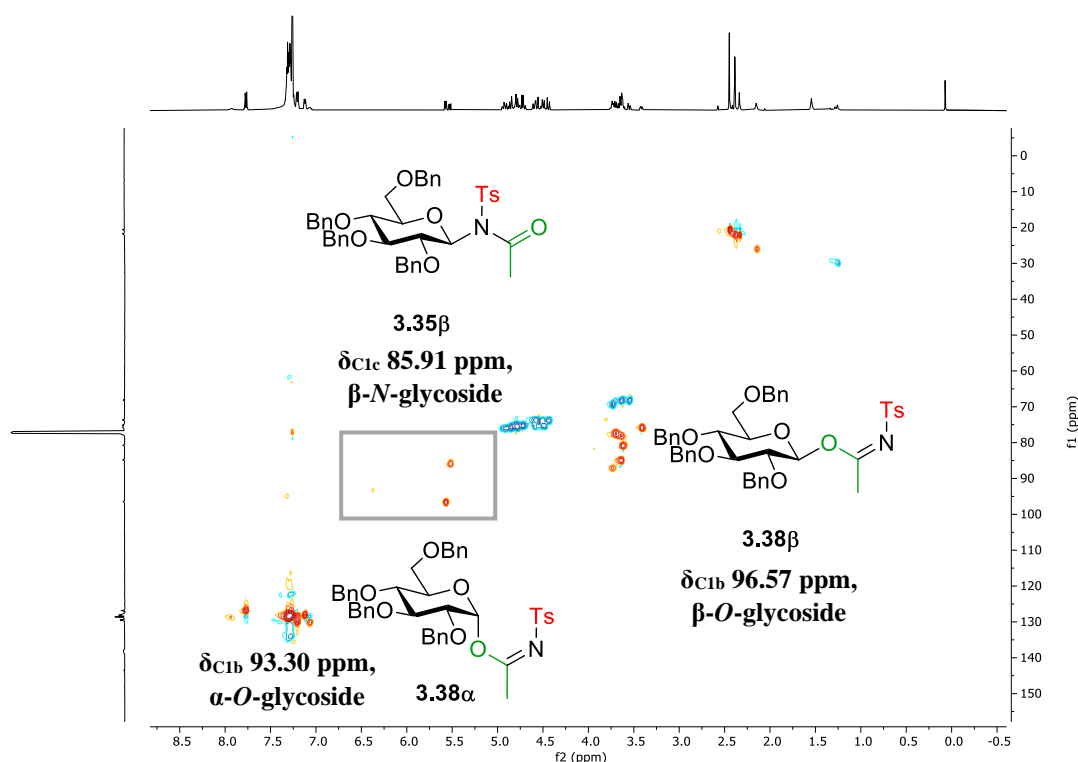 OBn
Ts
O
BnO
N
O
BnO
OBn
3.35β
δC1c 85.91 ppm,
β-N-glycoside
OBn
Ts
O
BnO
O
N
BnO
OBn
3.38β
δC1b 96.57 ppm,
β-O-glycoside
OBn
O
BnO
BnO
Ts
BnO
O
N
δC1b 93.30 ppm,
α-O-glycoside
3.38α
0
10
20
30
40
50
60
70
80
90
100
110
120
130
140
150
f1 (ppm)
8.5 8.0 7.5 7.0 6.5 6.0 5.5 5.0 4.5 4.0 3.5 3.0 2.5 2.0 1.5 1.0 0.5 0.0 -0.5
f2 (ppm)